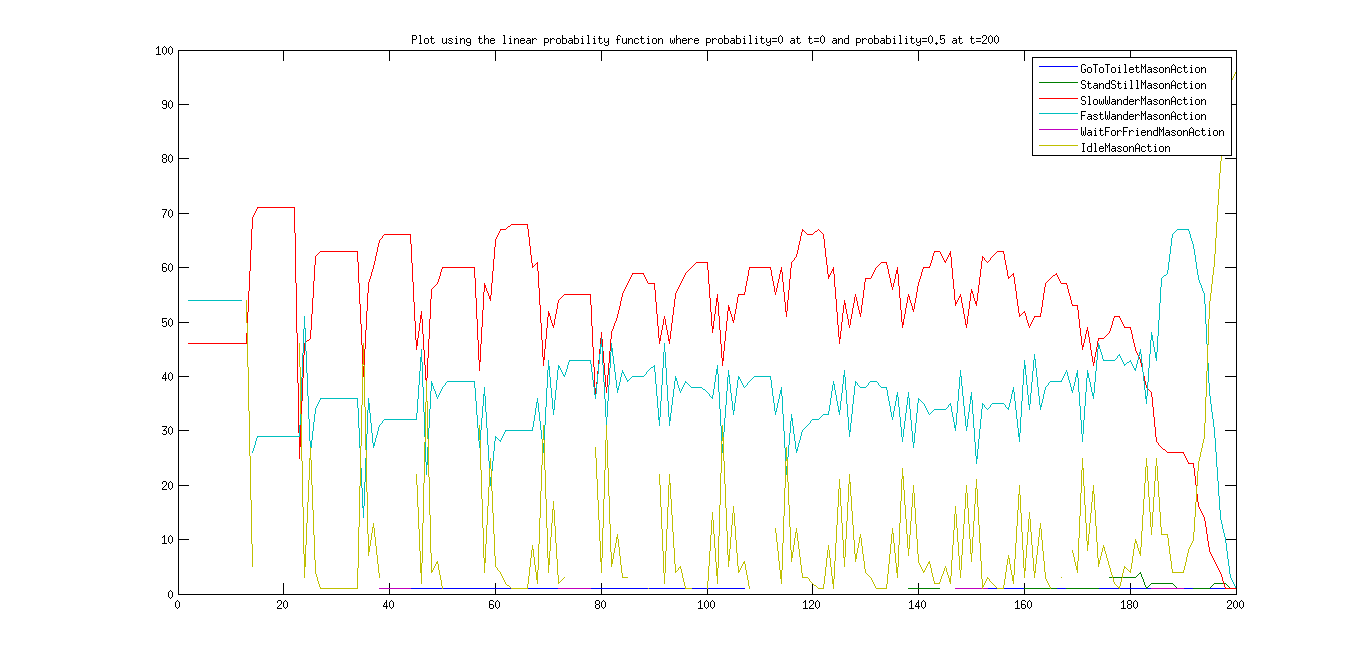 Plot using the linear probability function where probability=0 at t=0 and probability=0.5 at t=200
100
90
80
70
60
50
40
30
20
10
0
GoToToiletMasonAction
StandStillMasonAction
SlowWanderMasonAction
FastWanderMasonAction
WaitForFriendMasonAction
IdleMasonAction
0 20 40 60 80 100 120 140 160 180 200